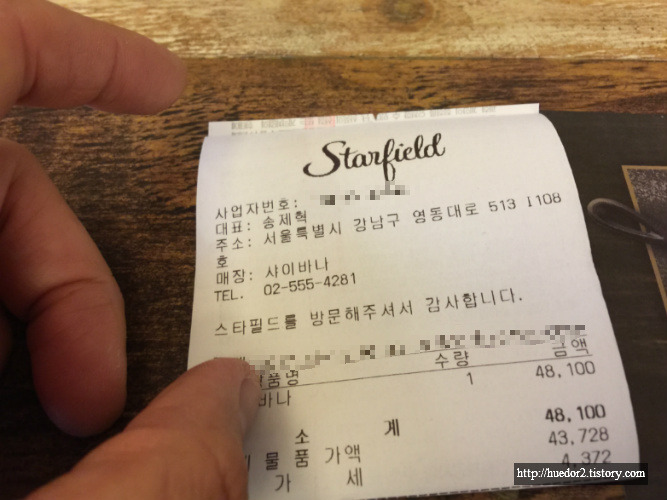 Starfield
사업자번호:
대표: 송제혁
주소: 서울특별시 강남구 영동대로 513 I108
호
매장: 샤이바나
TEL. 02-555-4281
스타필드를 방문해주셔서 감사합니다.
품명 수량 금액
바나 1 48,100
소 계 48,100
물품 가액 43,728
가 세 4,372
http://huedor2.tistory.com